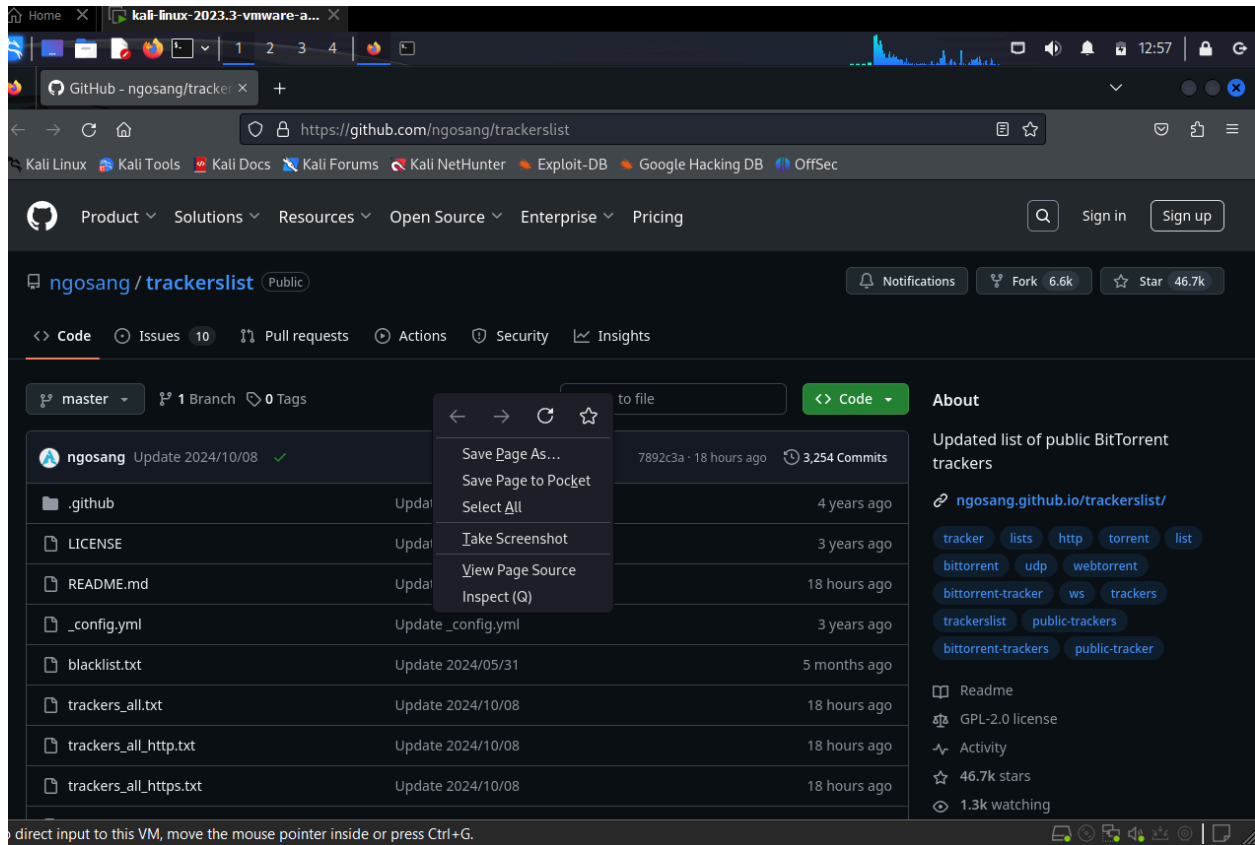 Home
kali-linux-2023.3-vmware-a...
1 2 3 4 12:57
GitHub - ngosang/tracker
https://github.com/ngosang/trackerslist
Kali Linux Kali Tools Kali Docs Kali Forums Kali NetHunter Exploit-DB Google Hacking DB OffSec
Product Solutions Resources Open Source Enterprise Pricing Sign in Sign up
ngosang / trackerslist Public Notifications Fork 6.6k Star 46.7k
<> Code Issues 10 Pull requests Actions Security Insights
master 1 Branch 0 Tags to file <> Code
ngosang Update 2024/10/08 7892c3a · 18 hours ago 3,254 Commits
.github 4 years ago
LICENSE 3 years ago
README.md 18 hours ago
_config.yml Update _config.yml 3 years ago
blacklist.txt Update 2024/05/31 5 months ago
trackers_all.txt Update 2024/10/08 18 hours ago
trackers_all_http.txt Update 2024/10/08 18 hours ago
trackers_all_https.txt Update 2024/10/08 18 hours ago
Save Page As...
Save Page to Pocket
Select All
Take Screenshot
View Page Source
Inspect (Q)
About
Updated list of public BitTorrent
trackers
ngosang.github.io/trackerslist/
tracker lists http torrent list
bittorrent udp webtorrent
bittorrent-tracker ws trackers
trackerslist public-trackers
bittorrent-trackers public-tracker
Readme
GPL-2.0 license
Activity
46.7k stars
1.3k watching
direct input to this VM, move the mouse pointer inside or press Ctrl+G.